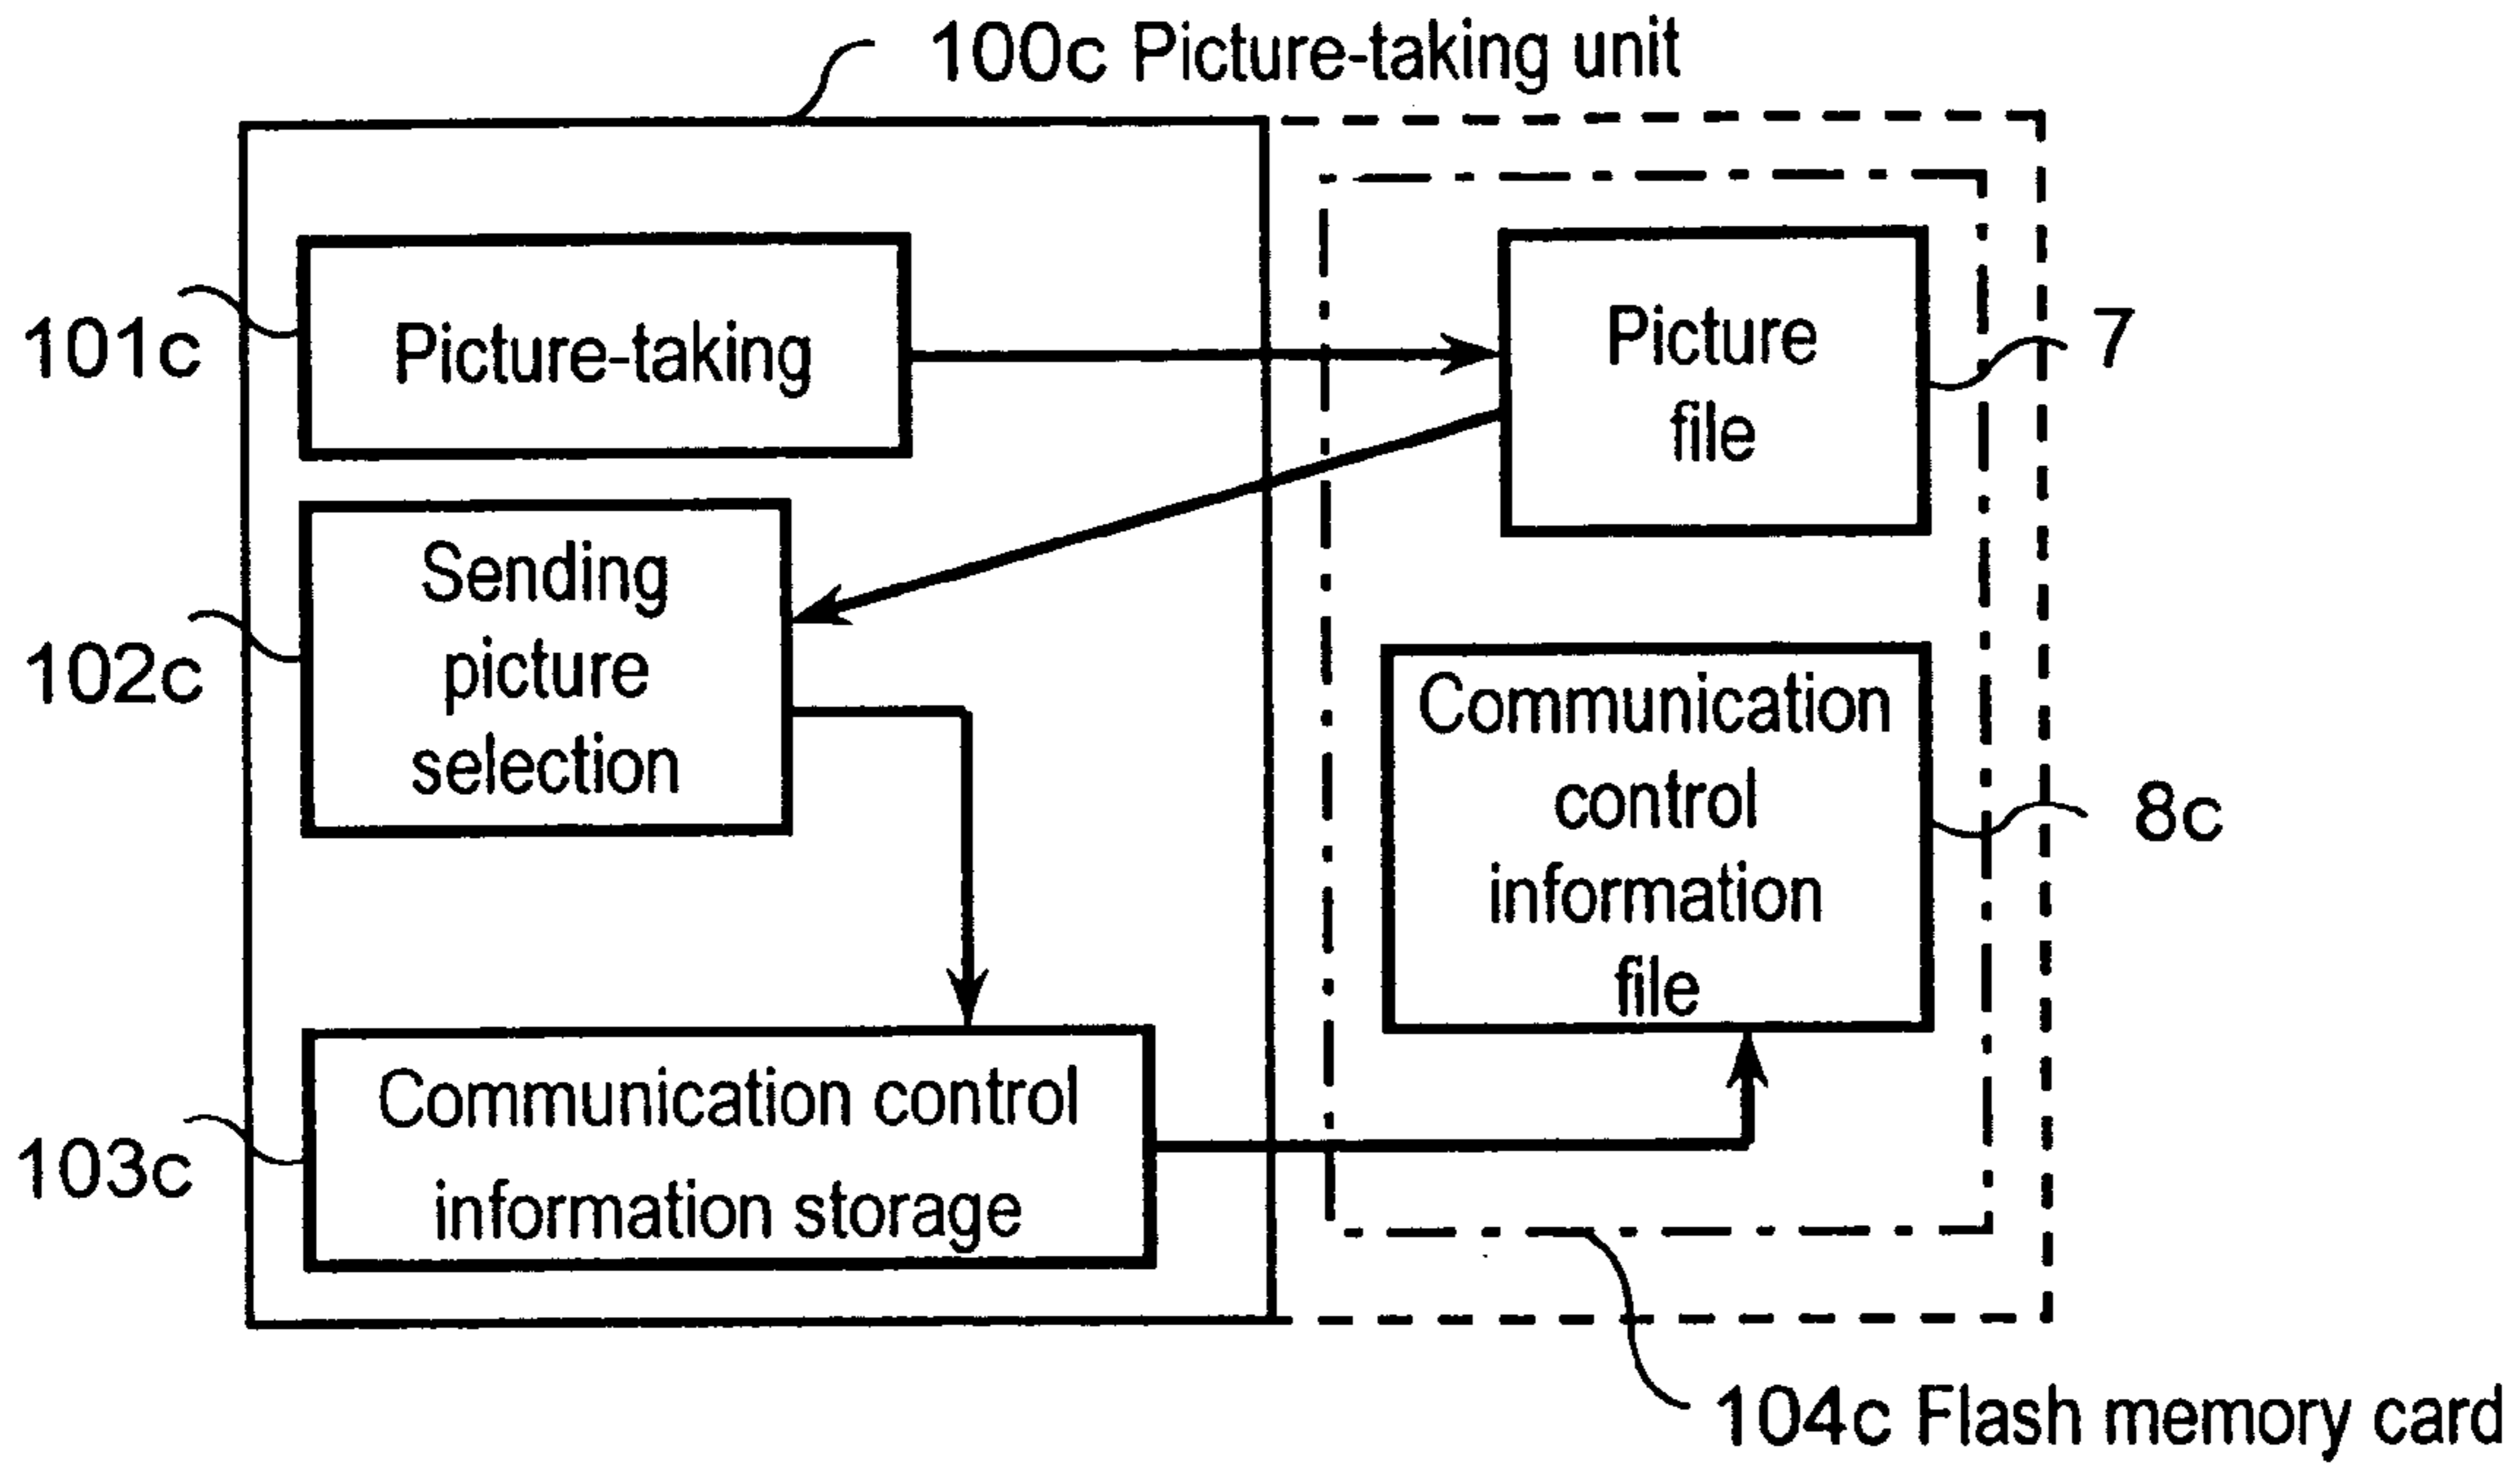 100c Picture-taking unit
101c
Picture-taking
Picture
file
7
102c
Sending
picture
selection
Communication
control
information
file
8c
103c
Communication control
information storage
104c Flash memory card